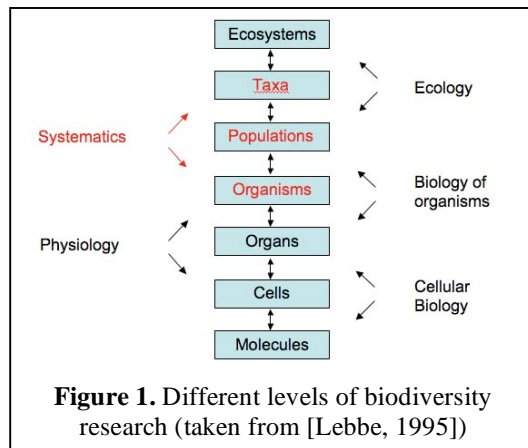 Ecosystems
Taxa
Ecology
Systematics
Populations
Organisms
Biology of
organisms
Physiology
Organs
Cells
Cellular
Biology
Molecules
Figure 1. Different levels of biodiversity
research (taken from [Lebbe, 1995])